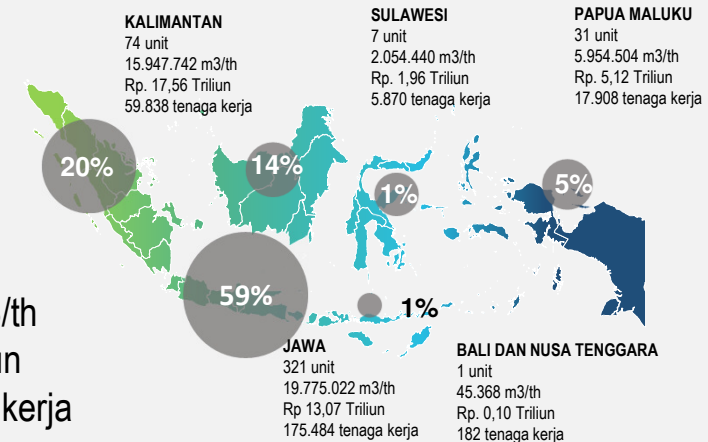 KALIMANTAN
74 unit
15.947.742 m3/th
Rp. 17,56 Triliun
59.838 tenaga kerja
SULAWESI
7 unit
2.054.440 m3/th
Rp. 1,96 Triliun
5.870 tenaga kerja
PAPUA MALUKU
31 unit
5.954.504 m3/th
Rp. 5,12 Triliun
17.908 tenaga kerja
20%
14%
1%
5%
59%
1%
/th
kerja
JAWA
321 unit
19.775.022 m3/th
Rp 13,07 Triliun
175.484 tenaga kerja
BALI DAN NUSA TENGGARA
1 unit
45.368 m3/th
Rp. 0,10 Triliun
182 tenaga kerja